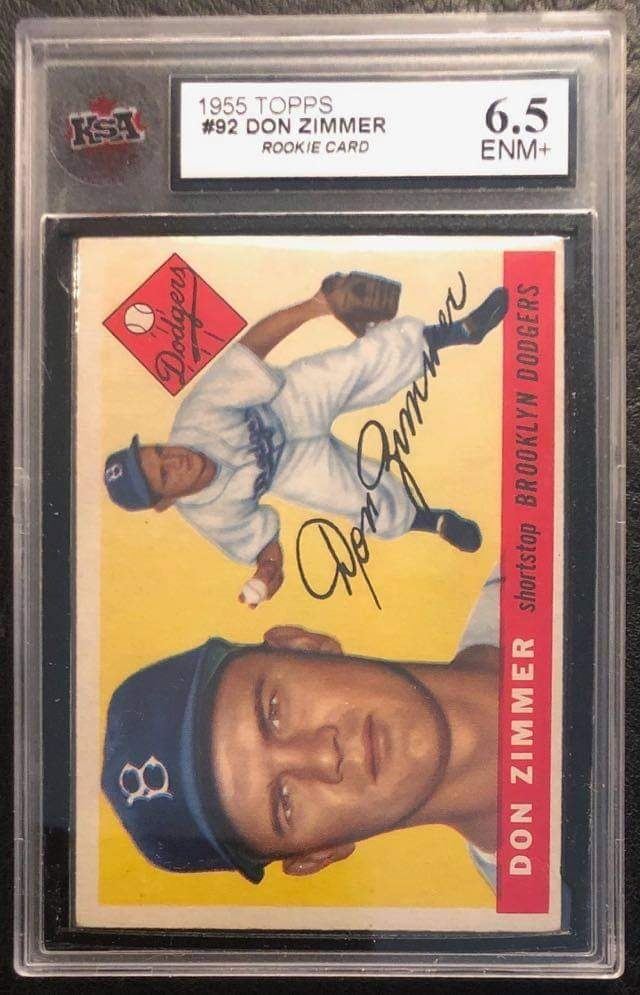 KSA
1955 TOPPS
#92 DON ZIMMER
ROOKIE CARD
6.5
ENM+
Dodgers
Dodgers
Don Zimmer
B
B
DON ZIMMER shortstop BROOKLYN DODGERS